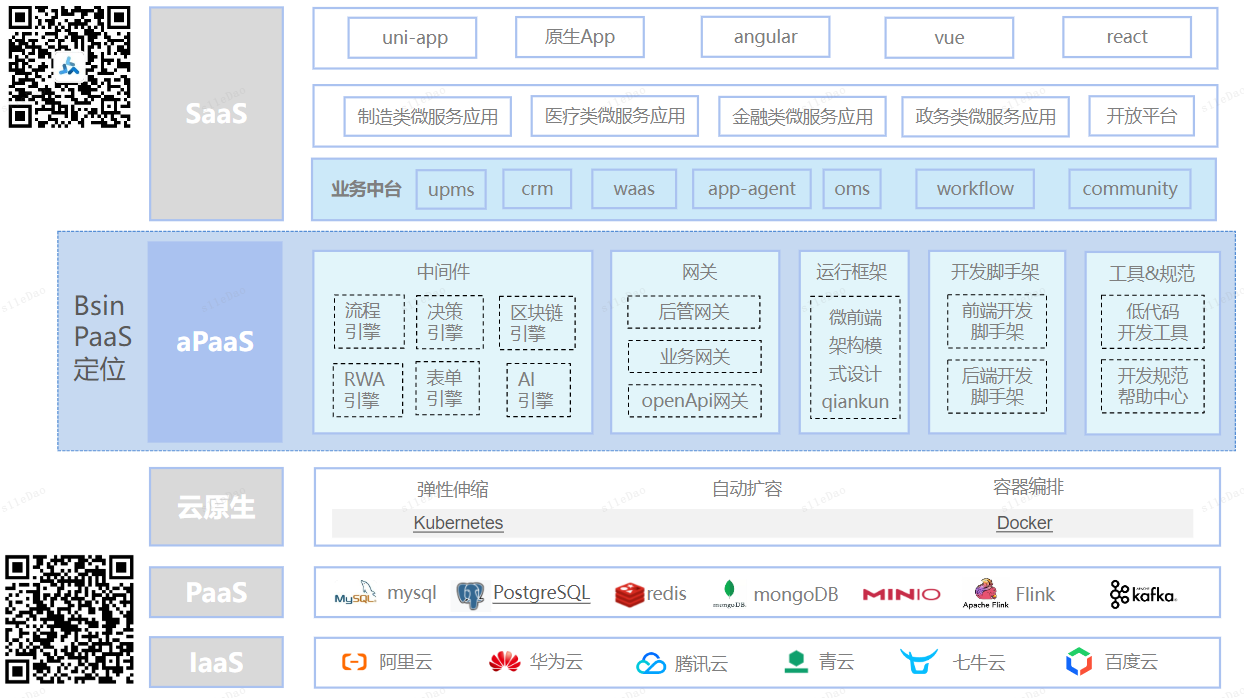 SaaS
uni-app
原生App
angular
vue
react
制造类微服务应用
医疗类微服务应用
金融类微服务应用
政务类微服务应用
开放平台
业务中台
upms
crm
waas
app-agent
oms
workflow
community
Bsin
PaaS
定位
aPaaS
中间件
流程
引擎
决策
引擎
区块链
引擎
RWA
引擎
表单
引擎
AI
引擎
网关
后管网关
业务网关
openApi网关
运行框架
微前端
架构模
式设计
qiankun
开发脚手架
前端开发
脚手架
后端开发
脚手架
工具&规范
低代码
开发工具
开发规范
帮助中心
云原生
弹性伸缩
自动扩容
容器编排
Kubernetes
Docker
PaaS
MySQL
mysql
PostgreSQL
redis
mongoDB
mongoDB
MINIO
Apache Flink
Flink
kafka
IaaS
阿里云
华为云
腾讯云
青云
七牛云
百度云